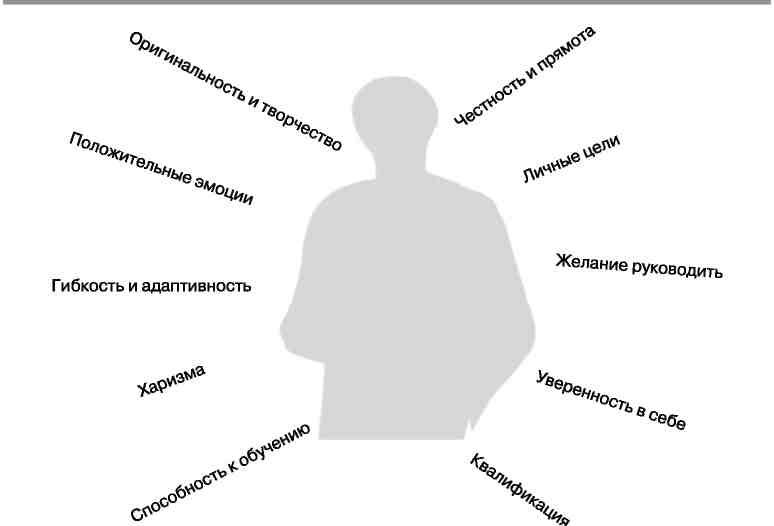 Оригинальность и творчество
Честность и прямота
Положительные эмоции
Личные цели
Гибкость и адаптивность
Желание руководить
Харизма
Уверенность в себе
Способность к обучению
Квалификация